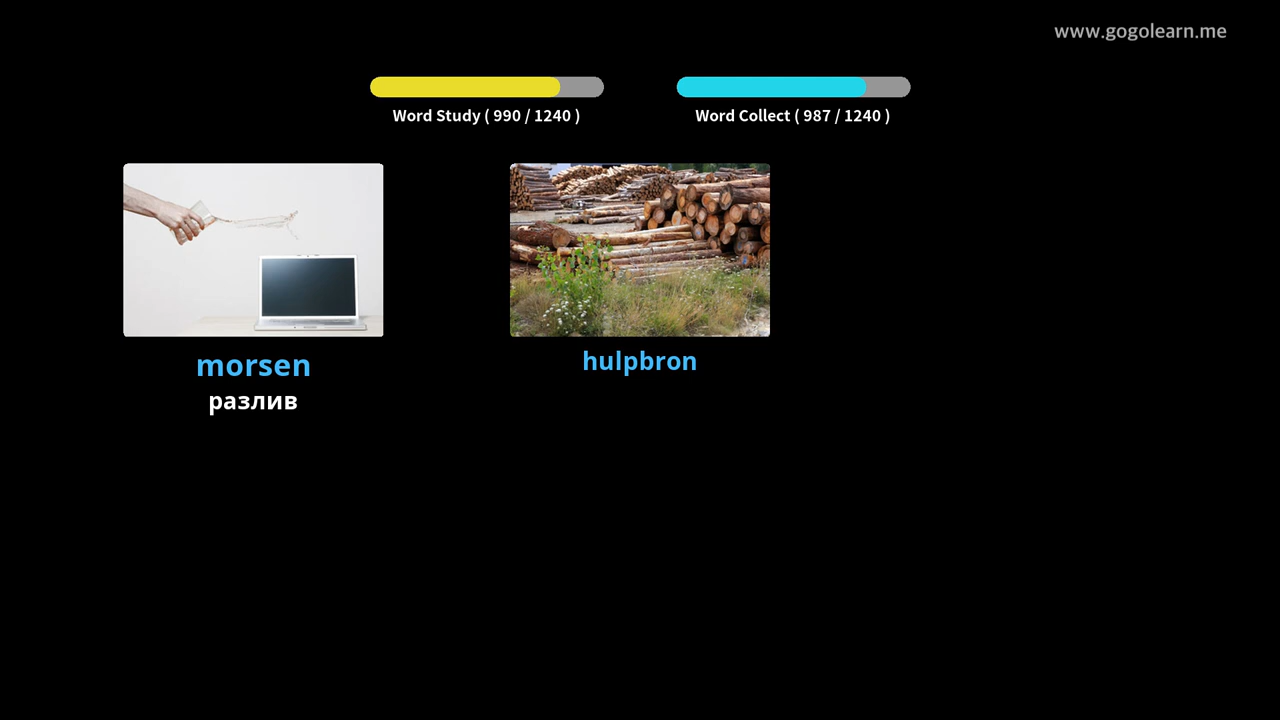 www.gogolearn.me
Word Study ( 990 / 1240 )
Word Collect ( 987 / 1240 )
morsen
разлив
hulpbron